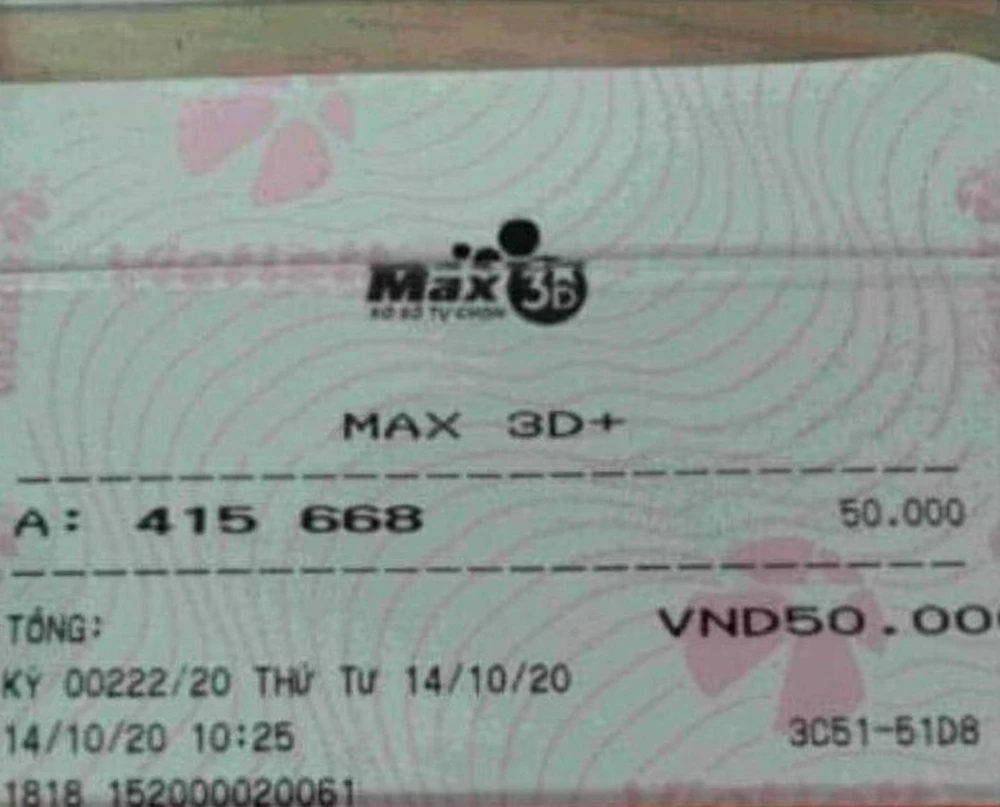 Max 3D
XỔ SỐ TỰ CHỌN
MAX 3D+
A: 415 668 50.000
TỔNG: VND50.00
KỲ 00222/20 THỨ TƯ 14/10/20
14/10/20 10:25 3C51-51D8
1818 152000020061